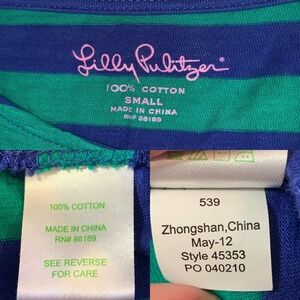 Lilly Pulitzer
100% COTTON
SMALL
MADE IN CHINA
RN# 88189
100% COTTON
MADE IN CHINA
RN# 88189
SEE REVERSE
FOR CARE
539
Zhongshan,China
May-12
Style 45353
PO 040210